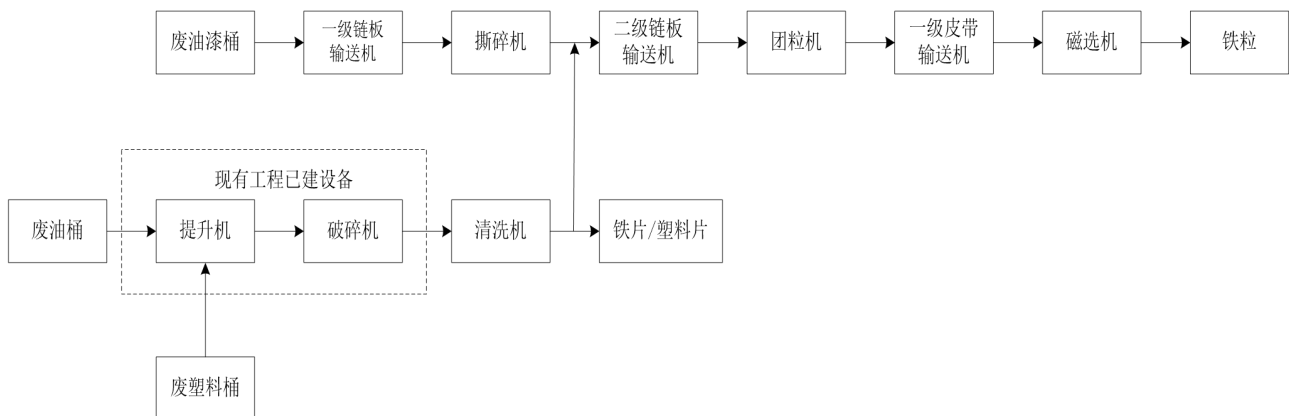 废油漆桶
一级链板
输送机
撕碎机
二级链板
输送机
团粒机
一级皮带
输送机
磁选机
铁粒
现有工程已建设备
废油桶
提升机
破碎机
清洗机
铁片/塑料片
废塑料桶